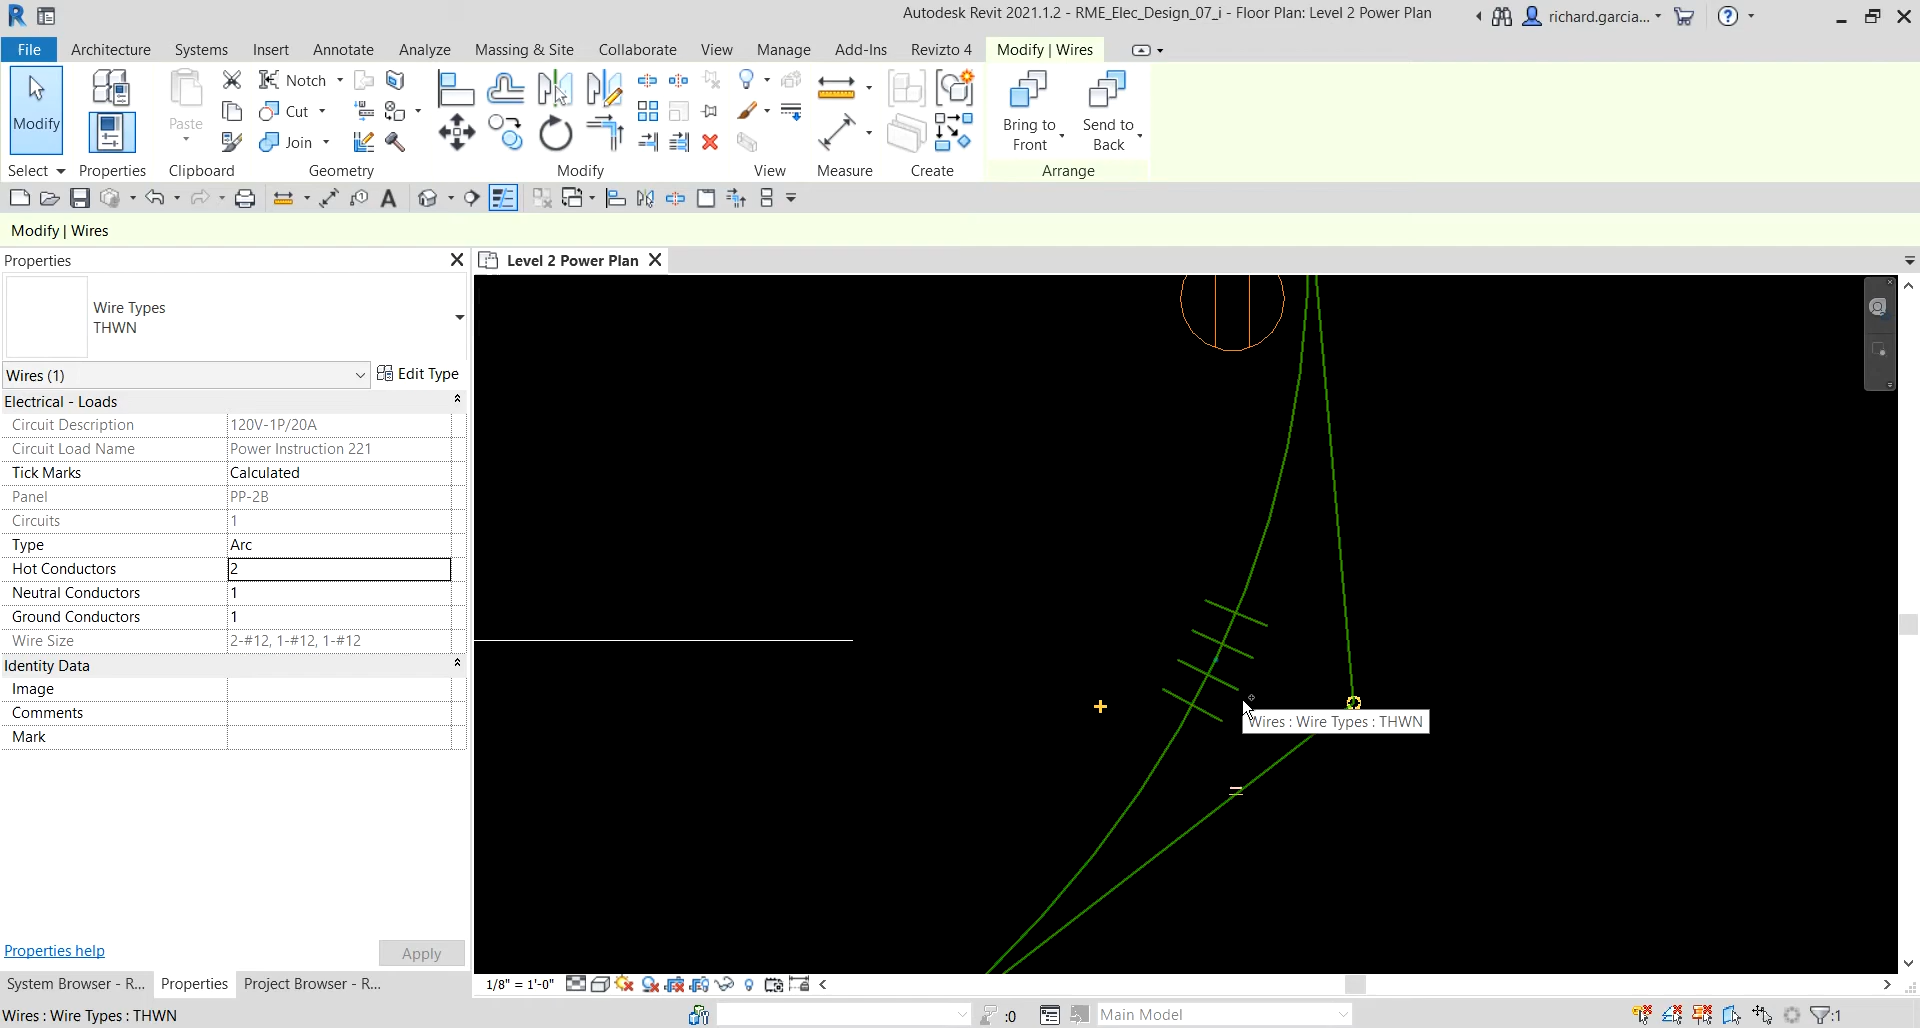 Autodesk Revit 2021.1.2 - RME_Elec_Design_07_i - Floor Plan: Level 2 Power Plan
richard.garcia...
File Architecture Systems Insert Annotate Analyze Massing & Site Collaborate View Manage Add-Ins Revizto 4 Modify | Wires
Modify
Paste
Notch
Cut
Join
Bring to Front
Send to Back
Select Properties Clipboard Geometry Modify View Measure Create Arrange
Modify | Wires
Properties
Level 2 Power Plan
Wire Types
THWN
Wires (1)
Edit Type
Electrical - Loads
Circuit Description 120V-1P/20A
Circuit Load Name Power Instruction 221
Tick Marks Calculated
Panel PP-2B
Circuits 1
Type Arc
Hot Conductors 2
Neutral Conductors 1
Ground Conductors 1
Wire Size 2-#12, 1-#12, 1-#12
Identity Data
Image
Comments
Mark
Wires : Wire Types : THWN
Properties help
Apply
System Browser - R... Properties Project Browser - R...
1/8" = 1'-0"
Wires : Wire Types : THWN
:0
Main Model
:1